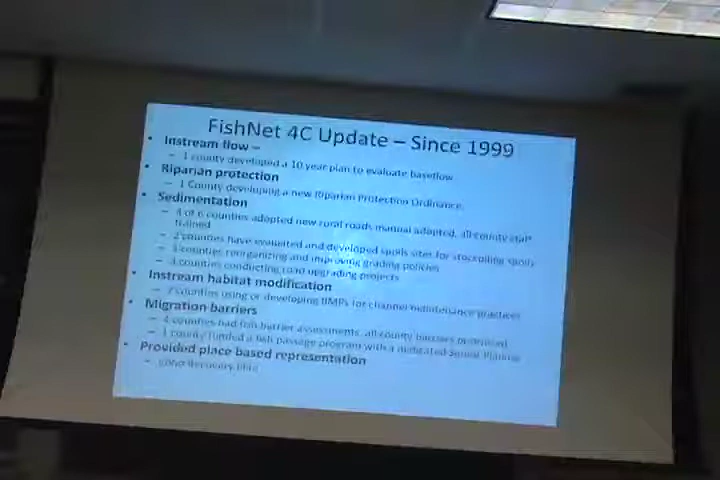 FishNet 4C Update – Since 1999
• Instream flow –
– 1 county developed a 10 year plan to evaluate baseflow
• Riparian protection
– 1 County developing a new Riparian Protection Ordinance.
• Sedimentation
– 4 of 6 counties adopted new rural roads manual adopted, all county staff
trained
– 2 counties have evaluated and developed spoils sites for stockpiling spoils
– 3 counties reorganizing and improving grading policies
– 3 counties conducting road upgrading projects
• Instream habitat modification
– 2 counties using or developing BMPs for channel maintenance practices
• Migration barriers
– 4 counties had fish barrier assessments, all county barriers prioritized
– 1 county funded a fish passage program with a dedicated Senior Planner
• Provided place based representation
– Coho Recovery Plan